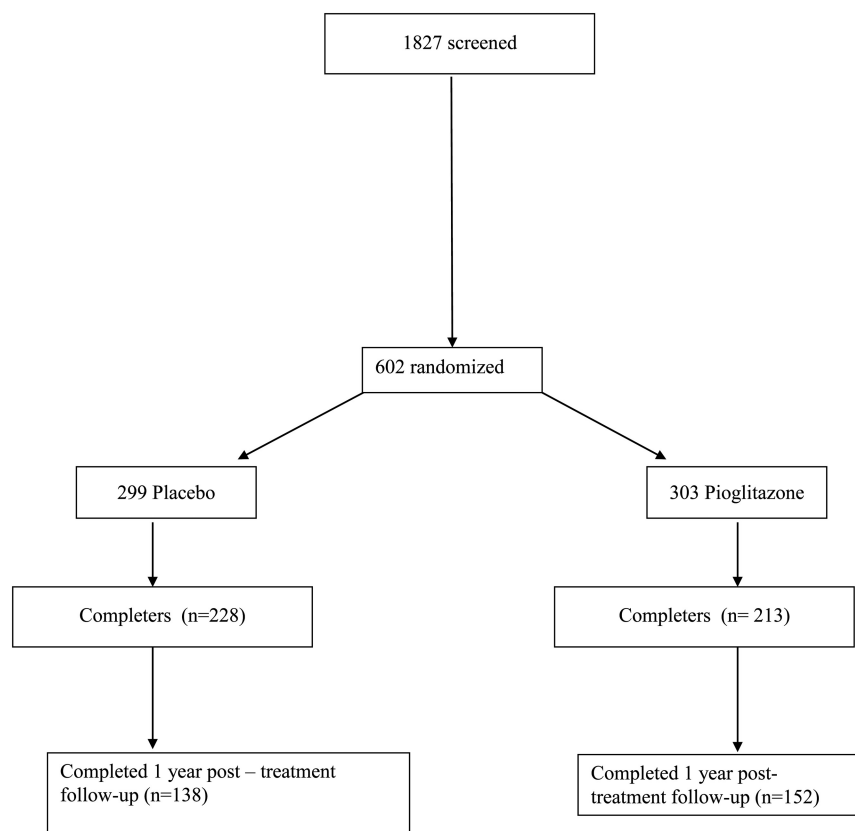 1827 screened
602 randomized
299 Placebo
303 Pioglitazone
Completers (n=228)
Completers (n= 213)
Completed 1 year post – treatment
follow-up (n=138)
Completed 1 year post-
treatment follow-up (n=152)